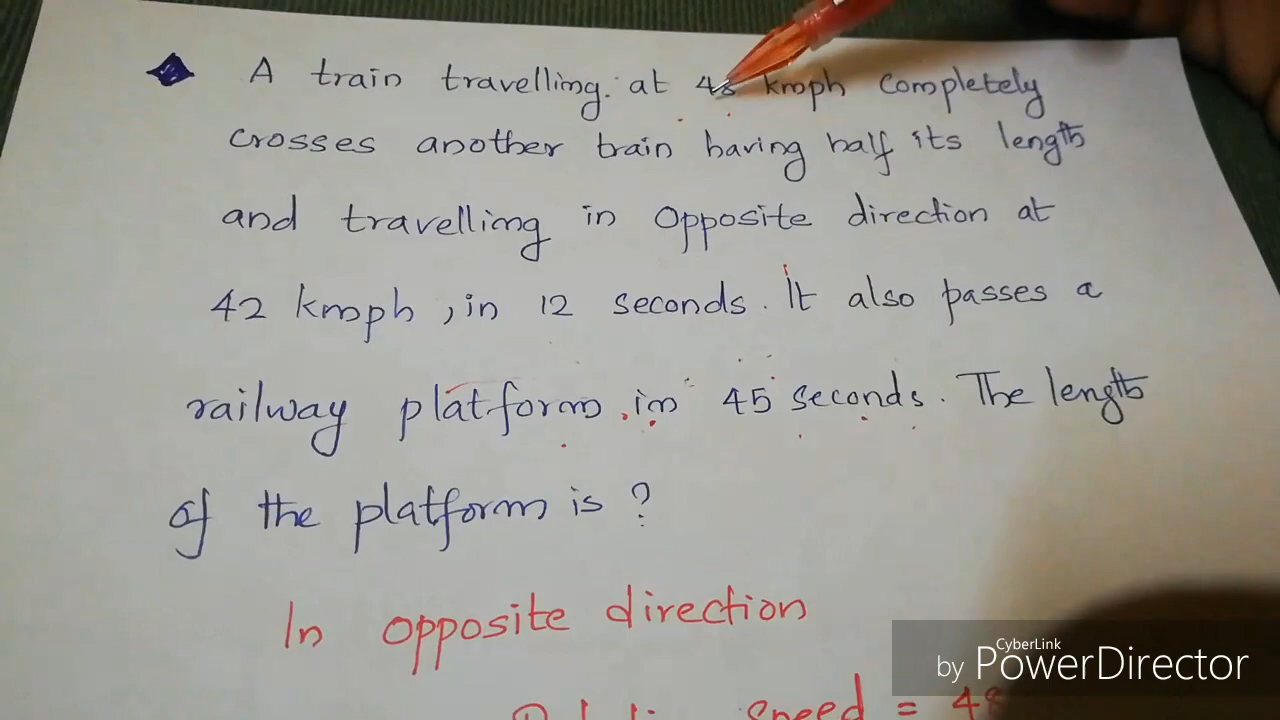 A train travelling at 48 kmph completely
crosses another train having half its length
and travelling in opposite direction at
42 kmph, in 12 seconds. It also passes a
railway platform in 45 seconds. The length
of the platform is ?
In opposite direction
speed = 48
CyberLink
by PowerDirector